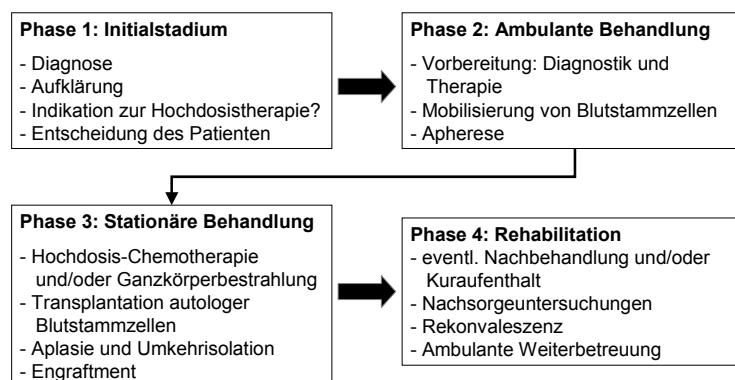 Phase 1: Initialstadium
- Diagnose
- Aufklärung
- Indikation zur Hochdosistherapie?
- Entscheidung des Patienten
Phase 2: Ambulante Behandlung
- Vorbereitung: Diagnostik und
Therapie
- Mobilisierung von Blutstammzellen
- Apherese
Phase 3: Stationäre Behandlung
- Hochdosis-Chemotherapie
und/oder Ganzkörperbestrahlung
- Transplantation autologer
Blutstammzellen
- Aplasie und Umkehrisolation
- Engraftment
Phase 4: Rehabilitation
- eventl. Nachbehandlung und/oder
Kuraufenthalt
- Nachsorgeuntersuchungen
- Rekonvaleszenz
- Ambulante Weiterbetreuung